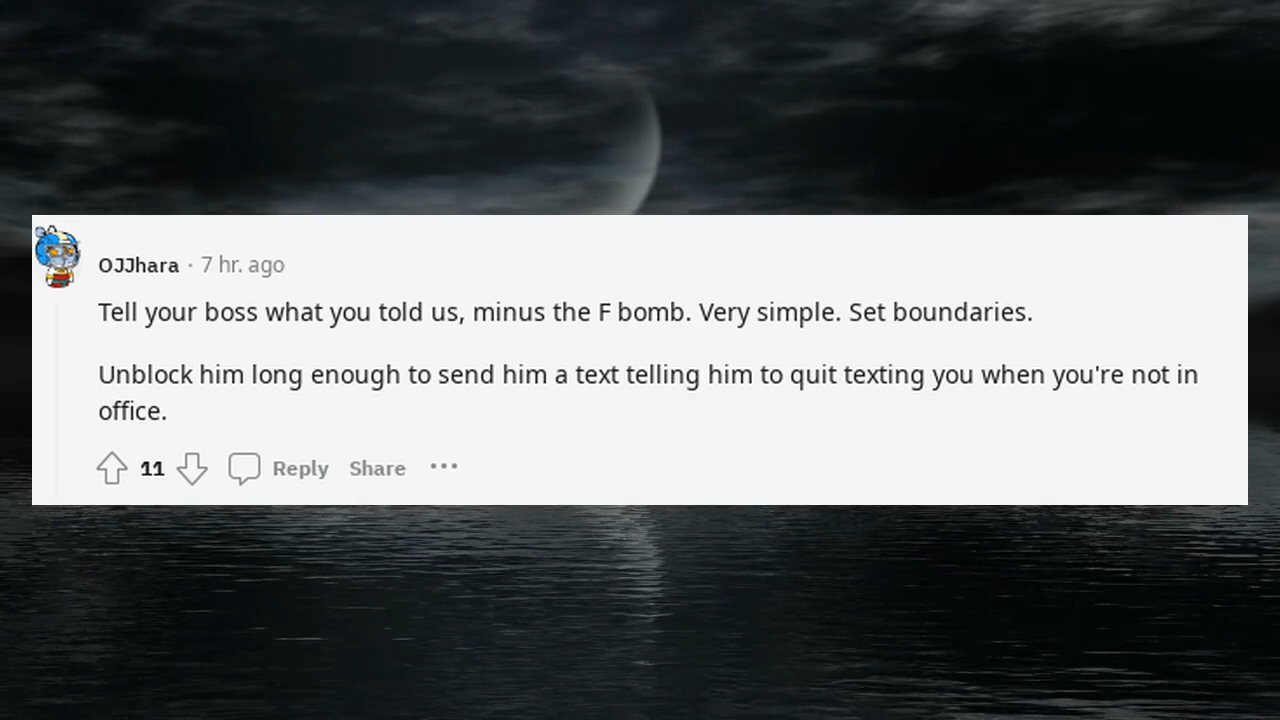 OJJhara · 7 hr. ago
Tell your boss what you told us, minus the F bomb. Very simple. Set boundaries.
Unblock him long enough to send him a text telling him to quit texting you when you're not in
office.
11 Reply Share •••